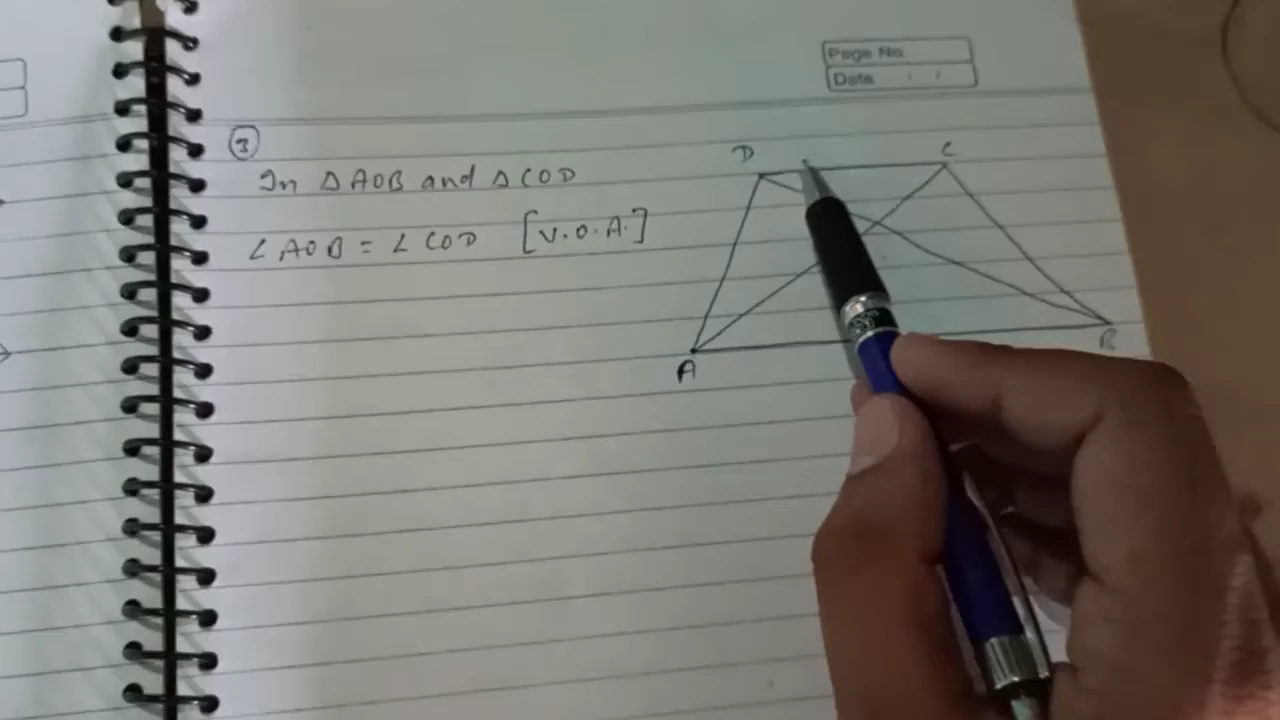 Page No.
Date
3
In △AOB and △COD
∠AOB = ∠COD [V.O.A.]
D
C
A
B